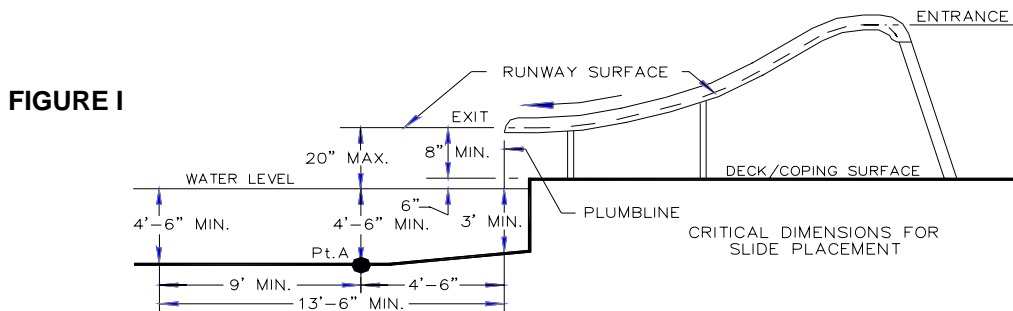 ENTRANCE
RUNWAY SURFACE
FIGURE I
EXIT
20” MAX.
8” MIN.
WATER LEVEL
DECK/COPING SURFACE
6”
4'-6” MIN.
4'-6” MIN.
3' MIN.
PLUMBLINE
CRITICAL DIMENSIONS FOR
SLIDE PLACEMENT
Pt.A
9' MIN.
4'-6”
13'-6” MIN.